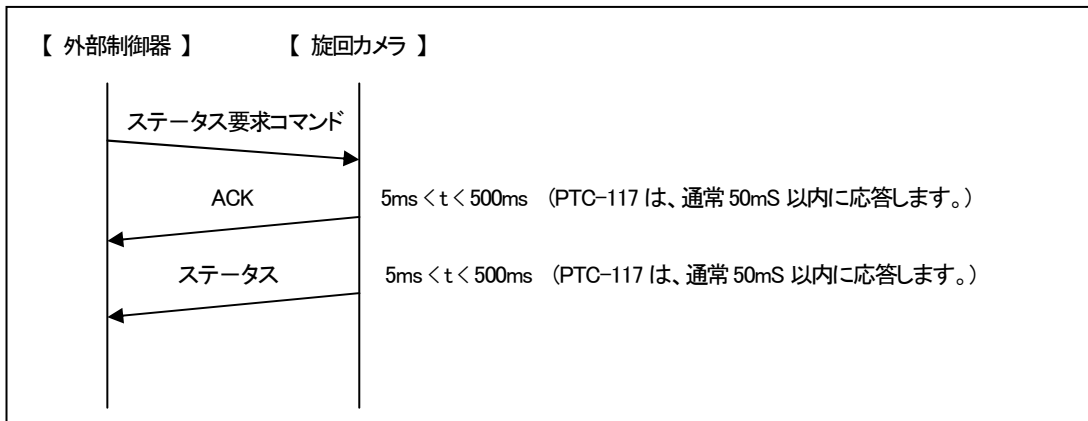 【 外部制御器 】 【 旋回カメラ 】
ステータス要求コマンド
ACK 5ms<t<500ms (PTC-117 は、通常 50mS 以内に応答します。)
ステータス 5ms<t<500ms (PTC-117 は、通常 50mS 以内に応答します。)